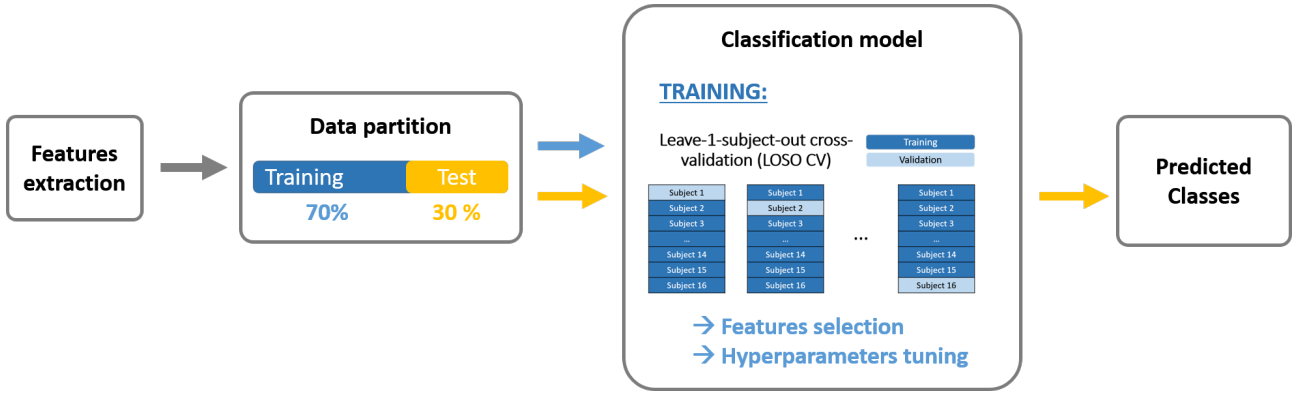 Features
extraction
Data partition
Training
Test
70%
30 %
Classification model
TRAINING:
Leave-1-subject-out cross-
validation (LOSO CV)
Training
Validation
Subject 1
Subject 2
Subject 3
...
Subject 14
Subject 15
Subject 16
Subject 1
Subject 2
Subject 3
...
Subject 14
Subject 15
Subject 16
...
Subject 1
Subject 2
Subject 3
...
Subject 14
Subject 15
Subject 16
→ Features selection
→ Hyperparameters tuning
Predicted
Classes